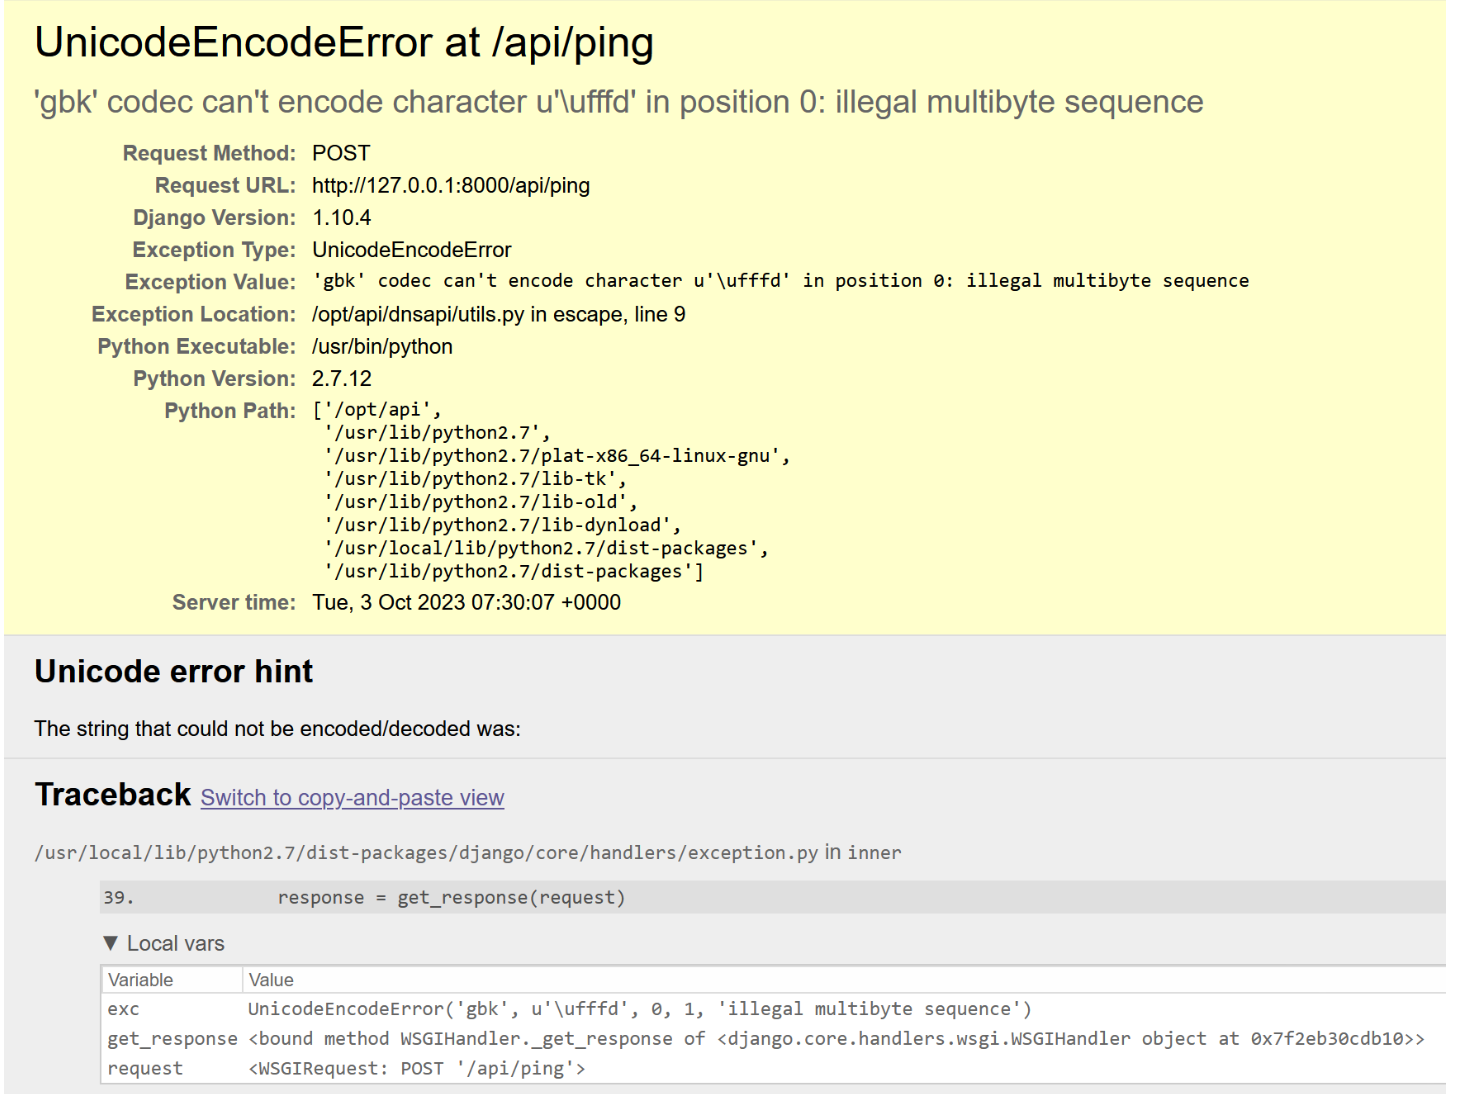 UnicodeEncodeError at /api/ping
'gbk' codec can't encode character u'\ufffd' in position 0: illegal multibyte sequence
Request Method: POST
Request URL: http://127.0.0.1:8000/api/ping
Django Version: 1.10.4
Exception Type: UnicodeEncodeError
Exception Value: 'gbk' codec can't encode character u'\ufffd' in position 0: illegal multibyte sequence
Exception Location: /opt/api/dnsapi/utils.py in escape, line 9
Python Executable: /usr/bin/python
Python Version: 2.7.12
Python Path: ['/opt/api',
'/usr/lib/python2.7',
'/usr/lib/python2.7/plat-x86_64-linux-gnu',
'/usr/lib/python2.7/lib-tk',
'/usr/lib/python2.7/lib-old',
'/usr/lib/python2.7/lib-dynload',
'/usr/local/lib/python2.7/dist-packages',
'/usr/lib/python2.7/dist-packages']
Server time: Tue, 3 Oct 2023 07:30:07 +0000
Unicode error hint
The string that could not be encoded/decoded was:
Traceback Switch to copy-and-paste view
/usr/local/lib/python2.7/dist-packages/django/core/handlers/exception.py in inner
39. response = get_response(request)
▼ Local vars
Variable Value
exc UnicodeEncodeError('gbk', u'\ufffd', 0, 1, 'illegal multibyte sequence')
get_response <bound method WSGIHandler._get_response of <django.core.handlers.wsgi.WSGIHandler object at 0x7f2eb30cdb10>>
request <WSGIRequest: POST '/api/ping'>